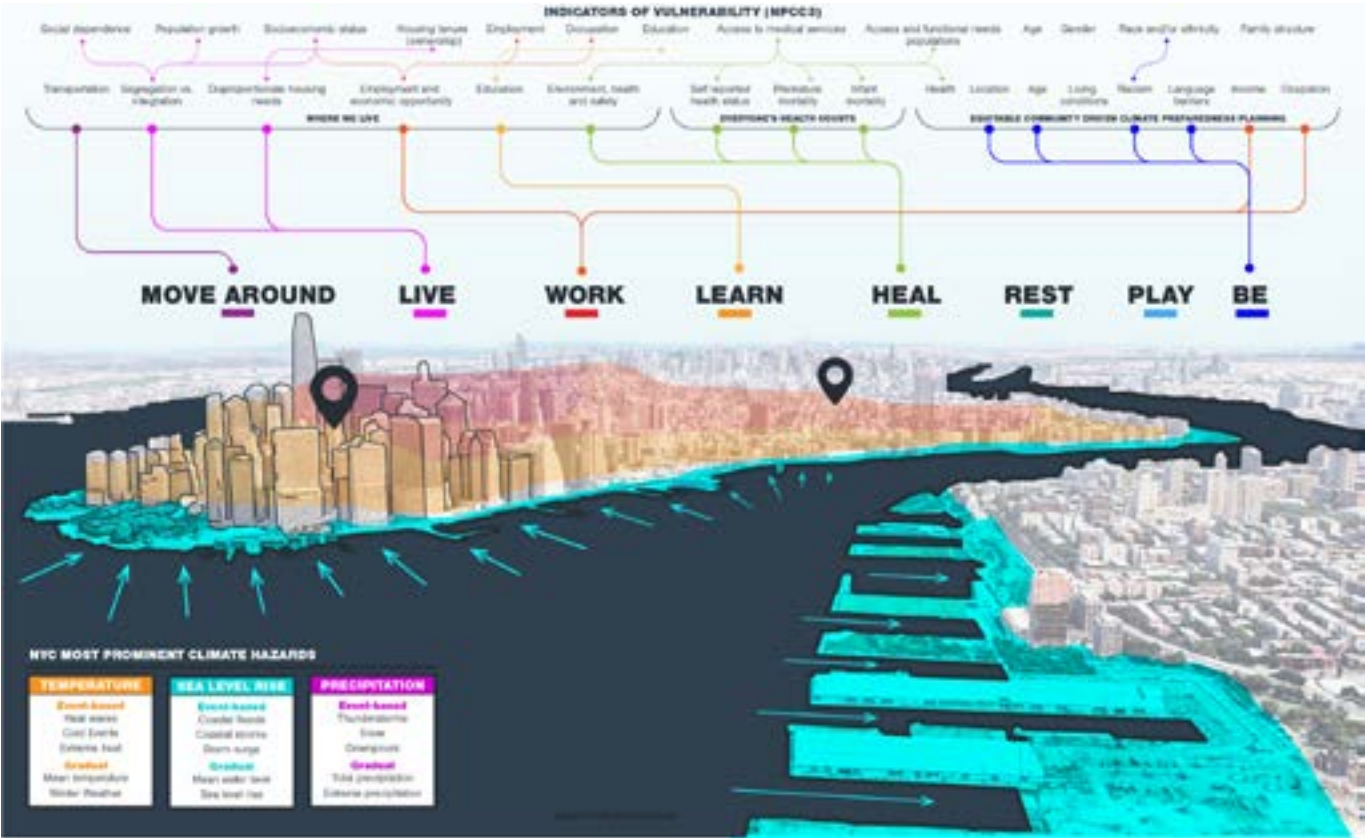 INDICATORS OF VULNERABILITY (NPCC3)
Social dependence
Population growth
Socioeconomic status
Housing tenure
(ownership)
Employment
Occupation
Education
Access to medical services
Access and functional needs
populations
Age
Gender
Race and/or ethnicity
Family structure
Transportation
Segregation vs.
integration
Disproportionate housing
needs
Employment and
economic opportunity
Education
Environment, health
and safety
Self reported
health status
Premature
mortality
Infant
mortality
Health
Location
Age
Living
conditions
Racism
Language
barriers
Income
Occupation
WHERE WE LIVE
EVERYONE'S HEALTH COUNTS
EQUITABLE COMMUNITY DRIVEN CLIMATE PREPAREDNESS PLANNING
MOVE AROUND
LIVE
WORK
LEARN
HEAL
REST
PLAY
BE
NYC MOST PROMINENT CLIMATE HAZARDS
TEMPERATURE
Event-based
Heat waves
Cold Events
Extreme heat
Gradual
Mean temperature
Winter Weather
SEA LEVEL RISE
Event-based
Coastal floods
Coastal storms
Storm surge
Gradual
Mean water level
Sea level rise
PRECIPITATION
Event-based
Thunderstorms
Snow
Downpours
Gradual
Total precipitation
Extreme precipitation